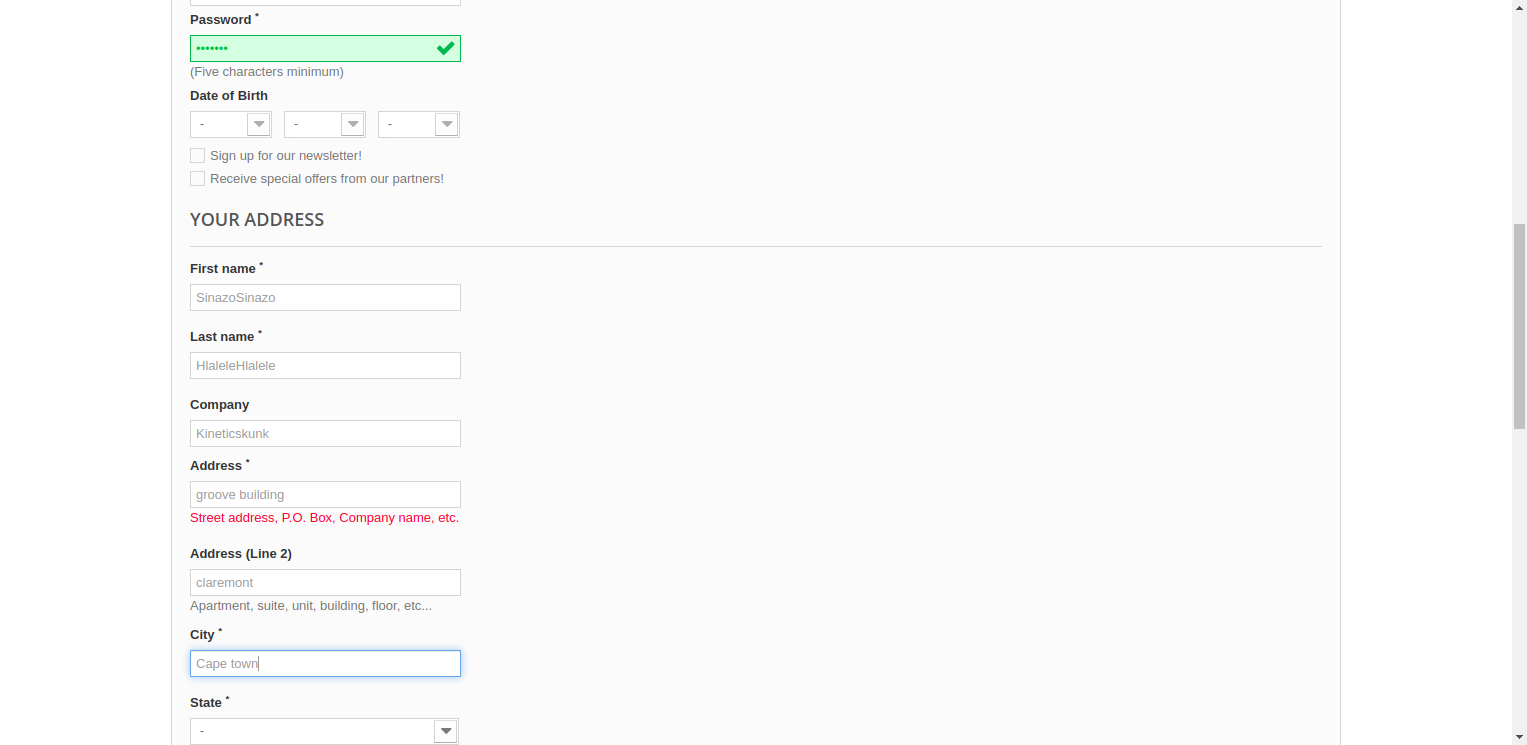 Password *
•••••••
(Five characters minimum)
Date of Birth
- - -
Sign up for our newsletter!
Receive special offers from our partners!
YOUR ADDRESS
First name *
SinazoSinazo
Last name *
HlaleleHlalele
Company
Kineticskunk
Address *
groove building
Street address, P.O. Box, Company name, etc.
Address (Line 2)
claremont
Apartment, suite, unit, building, floor, etc...
City *
Cape town
State *
-